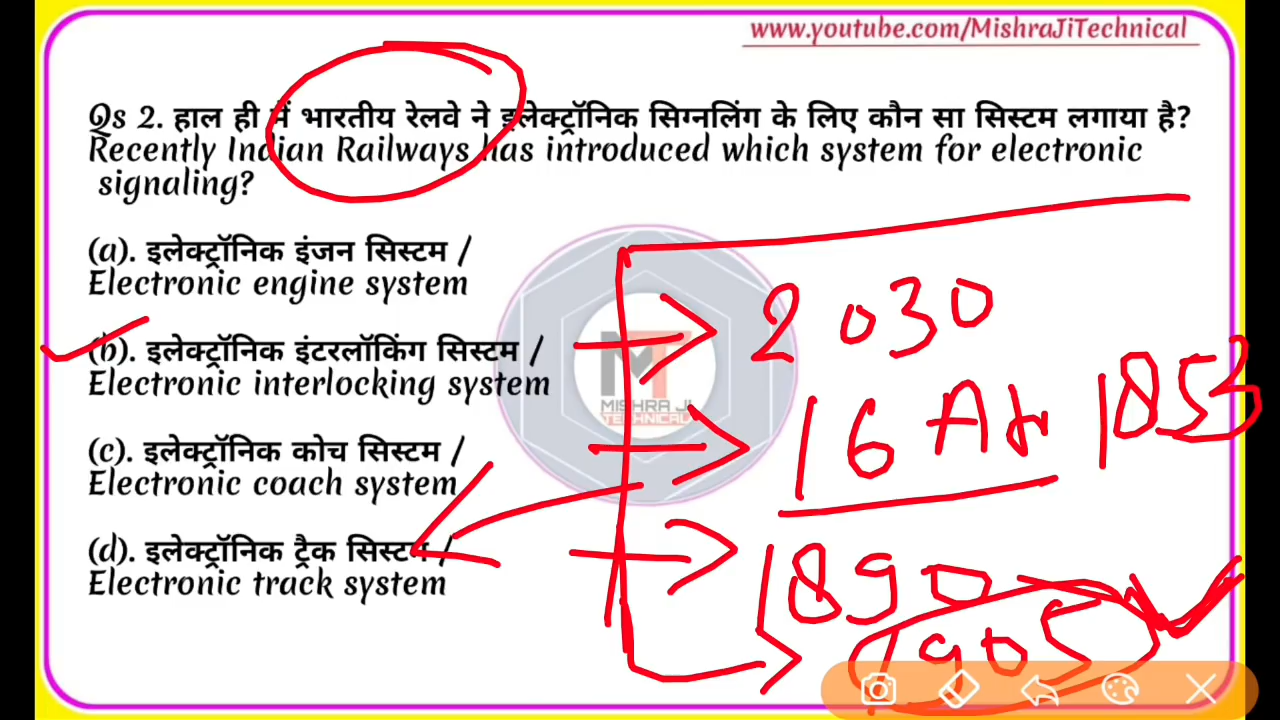 www.youtube.com/MishraJiTechnical
Qs 2. हाल ही में भारतीय रेलवे ने इलेक्ट्रॉनिक सिग्नलिंग के लिए कौन सा सिस्टम लगाया है?
Recently Indian Railways has introduced which system for electronic
signaling?
(a). इलेक्ट्रॉनिक इंजन सिस्टम /
Electronic engine system
(b). इलेक्ट्रॉनिक इंटरलॉकिंग सिस्टम /
Electronic interlocking system
(c). इलेक्ट्रॉनिक कोच सिस्टम /
Electronic coach system
(d). इलेक्ट्रॉनिक ट्रैक सिस्टम /
Electronic track system
MT
MISHRA JI
TECHNICAL
2030
16 1853
1890
1905